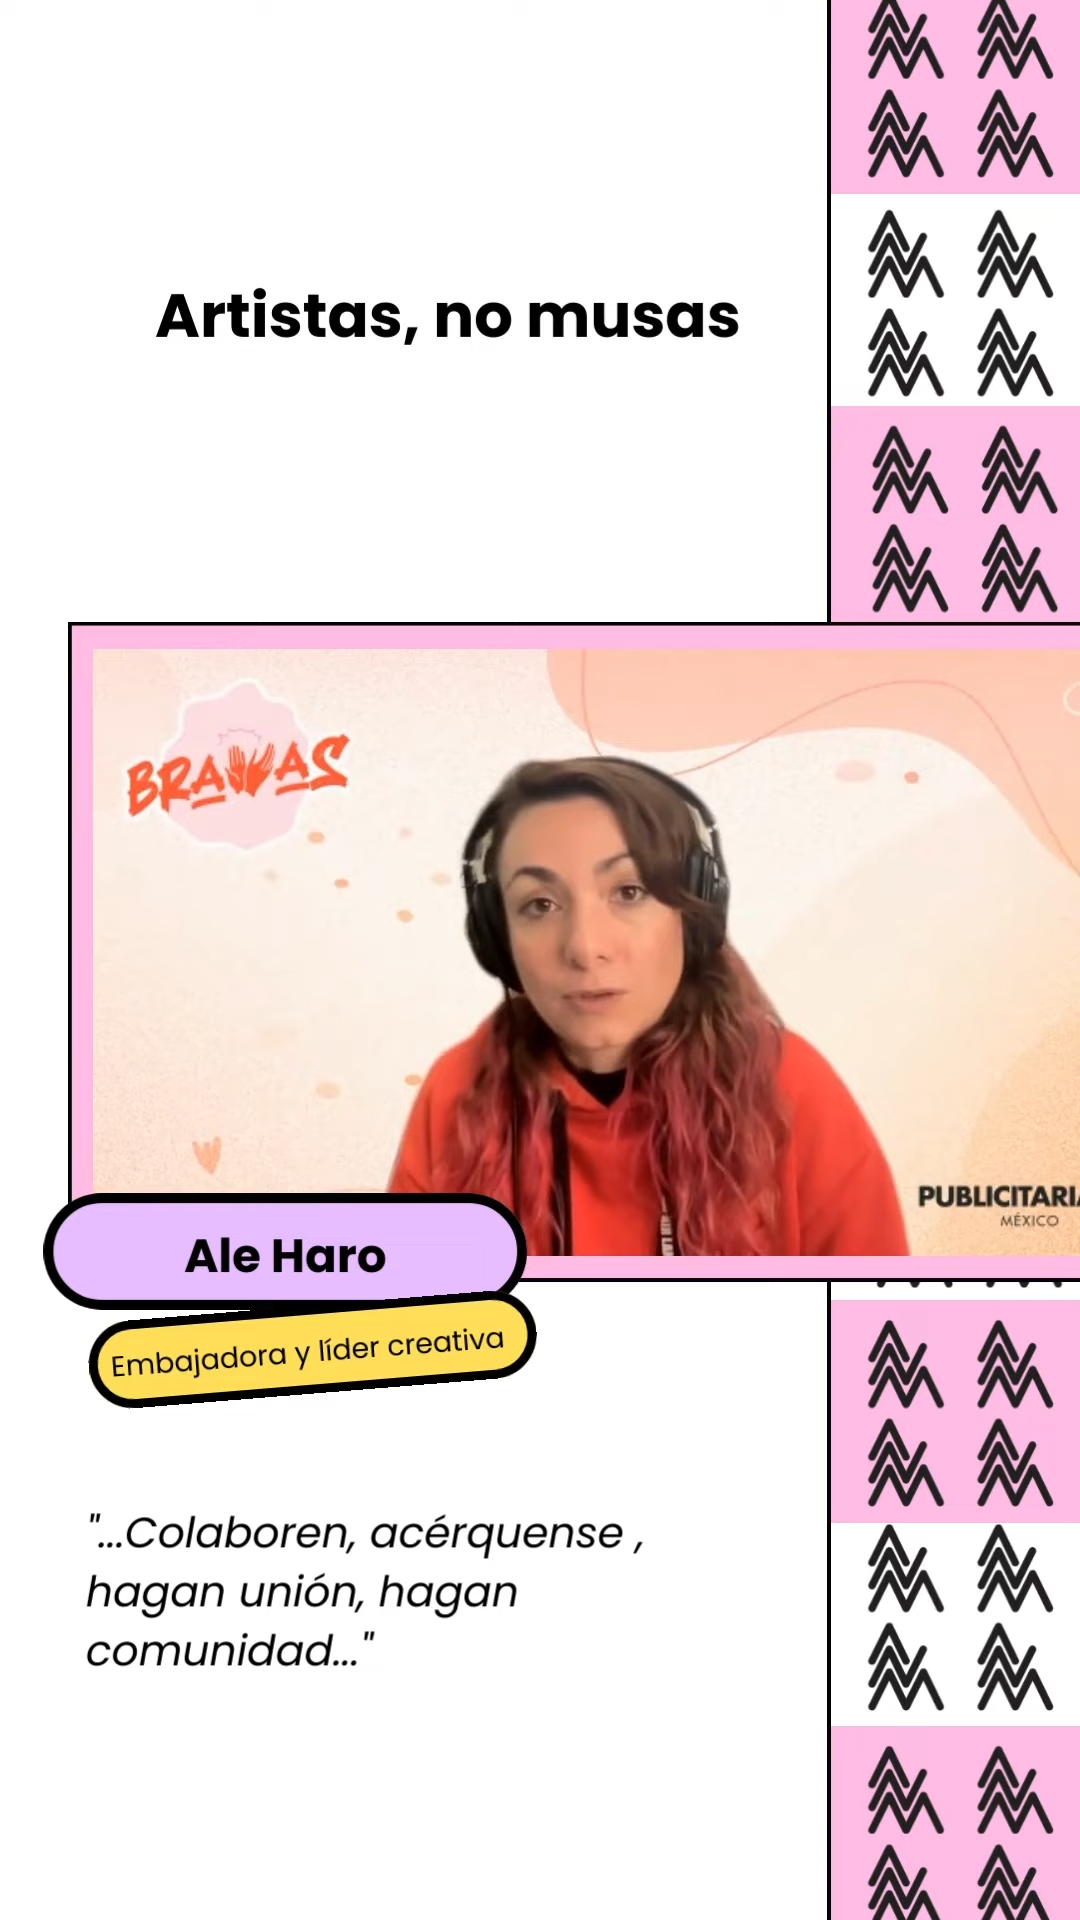 Artistas, no musas
BRAVAS
PUBLICITARIA
MÉXICO
Ale Haro
Embajadora y líder creativa
"...Colaboren, acérquense ,
hagan unión, hagan
comunidad..."